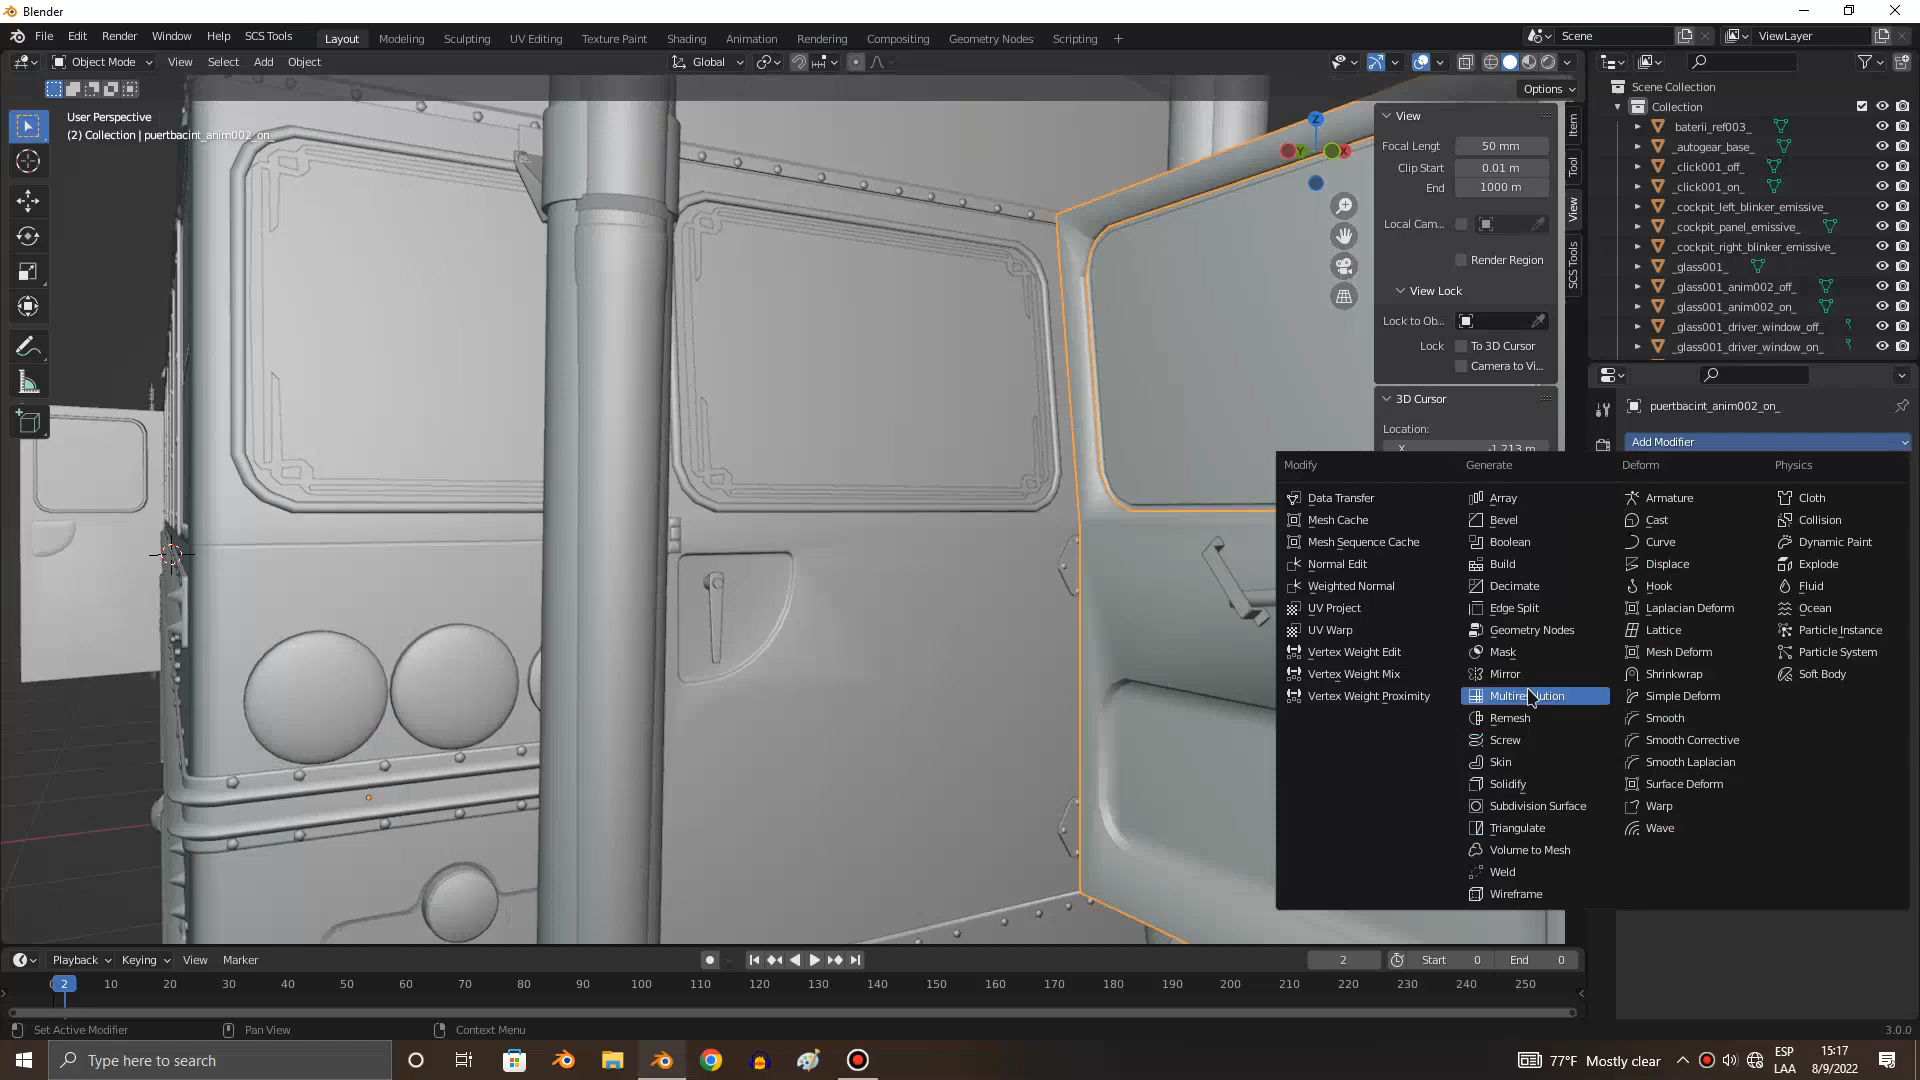 Blender
File Edit Render Window Help SCS Tools
Layout Modeling Sculpting UV Editing Texture Paint Shading Animation Rendering Compositing Geometry Nodes Scripting +
Scene
ViewLayer
Object Mode View Select Add Object
Global
Options
User Perspective
(2) Collection | puertbacint_anim002_on_
Z
Y
X
View
Focal Lengt 50 mm
Clip Start 0.01 m
End 1000 m
Local Cam...
Render Region
View Lock
Lock to Ob...
Lock To 3D Cursor
Camera to Vi...
3D Cursor
Location:
X -1.213 m
Item
Tool
View
SCS Tools
Scene Collection
Collection
baterii_ref003_
_autogear_base_
_click001_off_
_click001_on_
_cockpit_left_blinker_emissive_
_cockpit_panel_emissive_
_cockpit_right_blinker_emissive_
_glass001_
_glass001_anim002_off_
_glass001_anim002_on_
_glass001_driver_window_off_
_glass001_driver_window_on_
puertbacint_anim002_on_
Add Modifier
Modify
Data Transfer
Mesh Cache
Mesh Sequence Cache
Normal Edit
Weighted Normal
UV Project
UV Warp
Vertex Weight Edit
Vertex Weight Mix
Vertex Weight Proximity
Generate
Array
Bevel
Boolean
Build
Decimate
Edge Split
Geometry Nodes
Mask
Mirror
Multiresolution
Remesh
Screw
Skin
Solidify
Subdivision Surface
Triangulate
Volume to Mesh
Weld
Wireframe
Deform
Armature
Cast
Curve
Displace
Hook
Laplacian Deform
Lattice
Mesh Deform
Shrinkwrap
Simple Deform
Smooth
Smooth Corrective
Smooth Laplacian
Surface Deform
Warp
Wave
Physics
Cloth
Collision
Dynamic Paint
Explode
Fluid
Ocean
Particle Instance
Particle System
Soft Body
Playback Keying View Marker
2
Start 0
End 0
2 10 20 30 40 50 60 70 80 90 100 110 120 130 140 150 160 170 180 190 200 210 220 230 240 250
Set Active Modifier Pan View Context Menu 3.0.0
Type here to search
77°F Mostly clear
ESP
LAA
15:17
8/9/2022